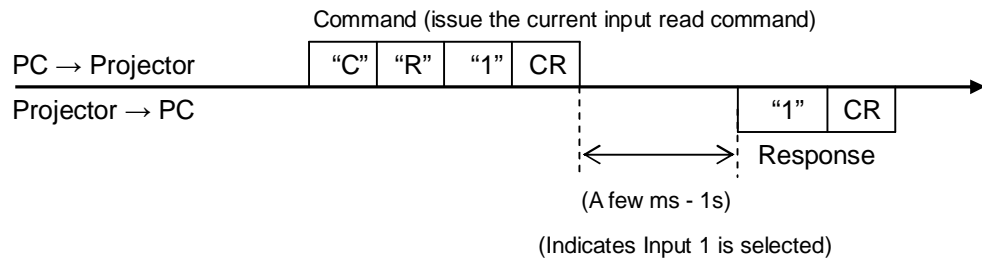 Command (issue the current input read command)
PC → Projector “C” “R” “1” CR
Projector → PC “1” CR
Response
(A few ms - 1s)
(Indicates Input 1 is selected)